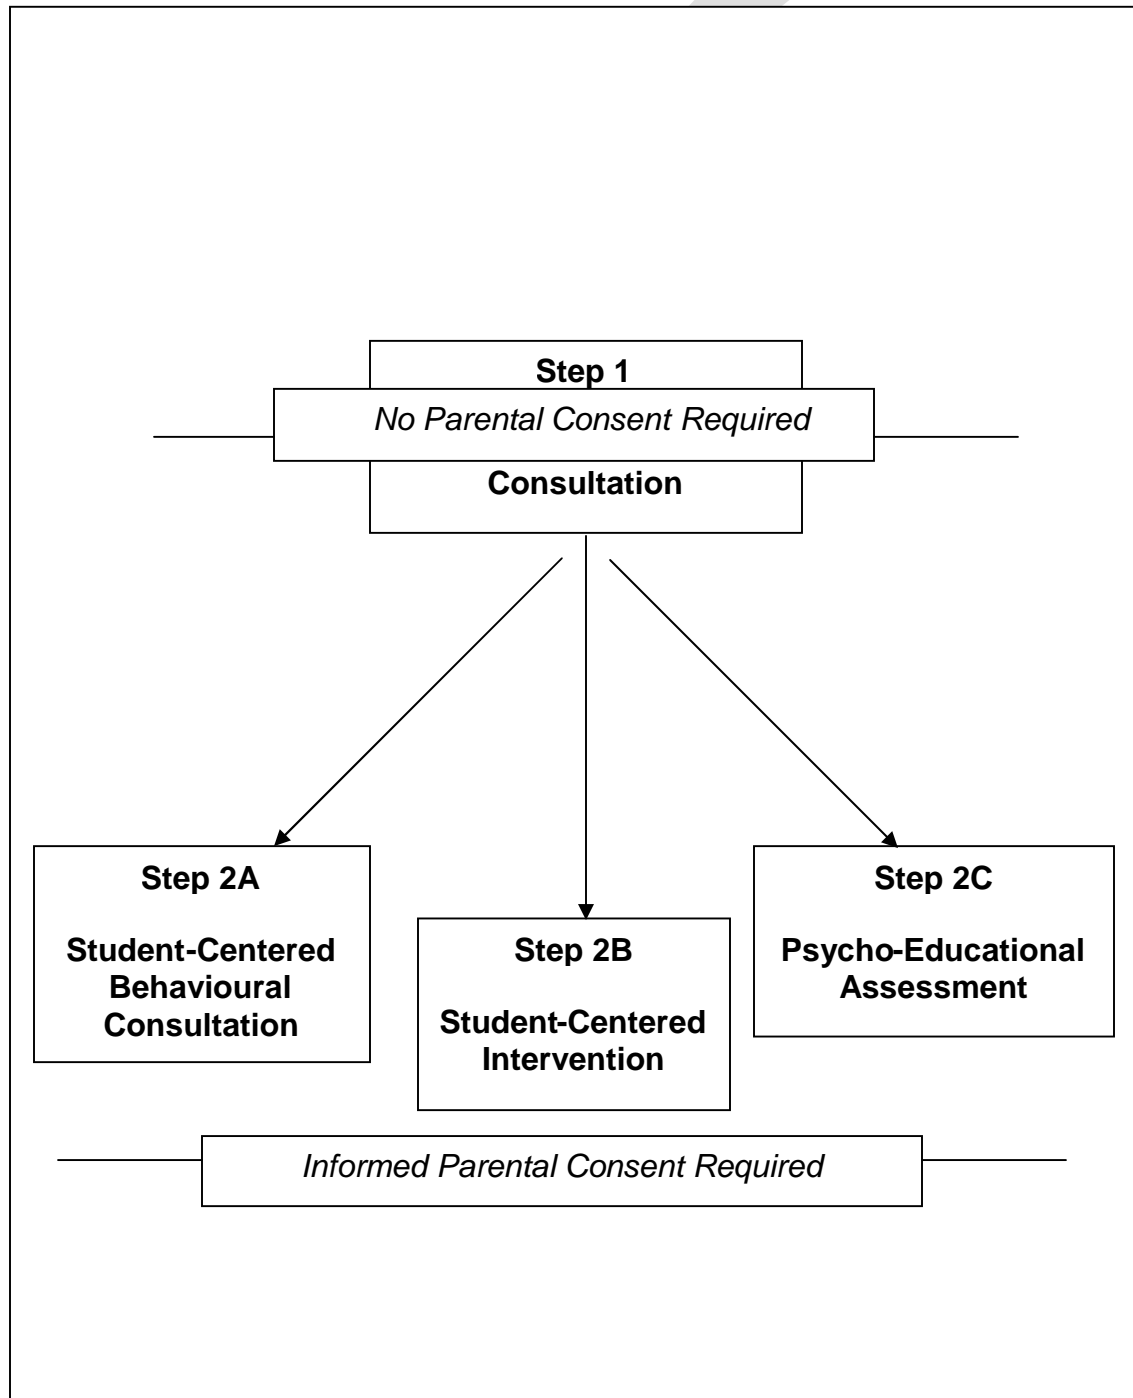 Step 1
No Parental Consent Required
Consultation
Step 2A
Student-Centered
Behavioural
Consultation
Step 2B
Student-Centered
Intervention
Step 2C
Psycho-Educational
Assessment
Informed Parental Consent Required